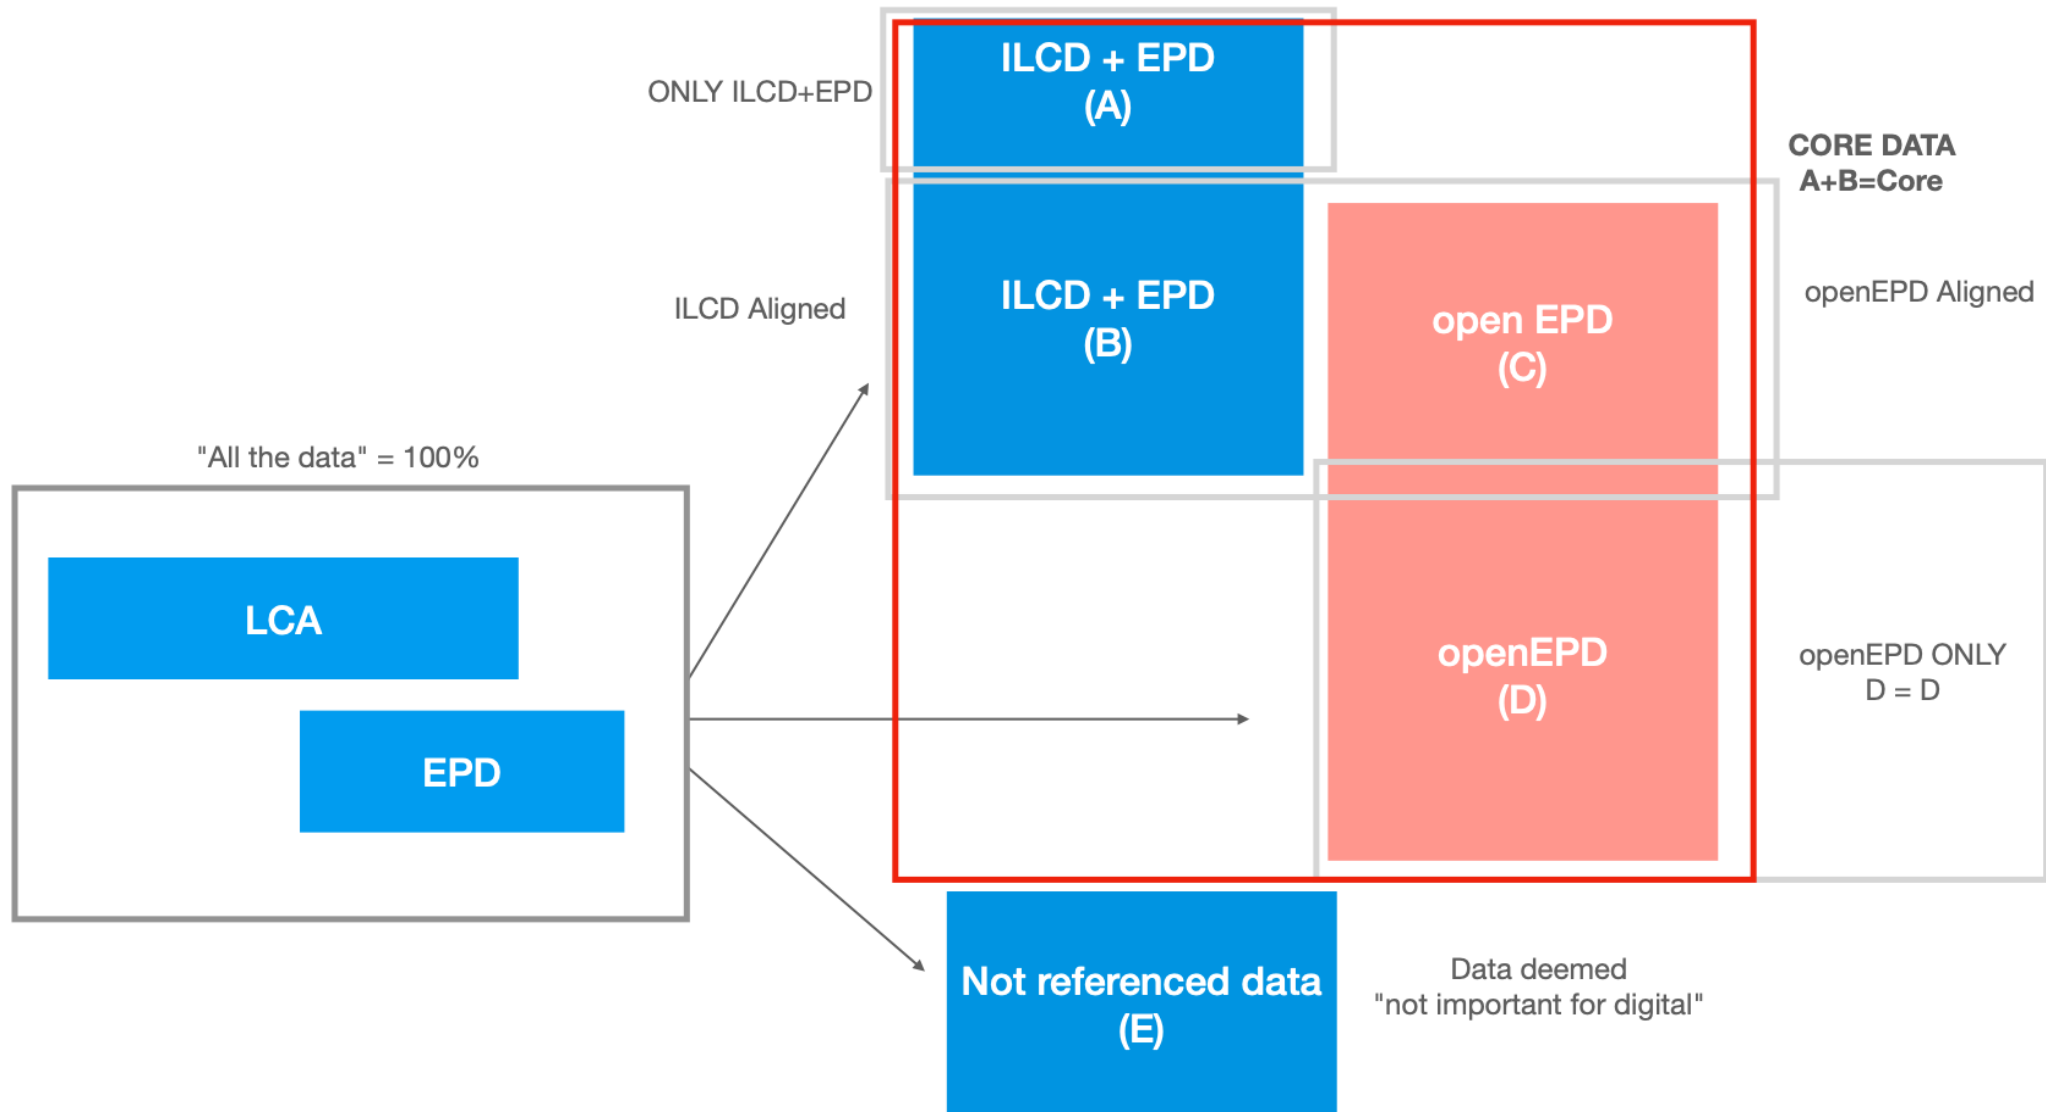 ONLY ILCD+EPD
ILCD + EPD
(A)
CORE DATA
A+B=Core
ILCD Aligned
ILCD + EPD
(B)
open EPD
(C)
openEPD Aligned
"All the data" = 100%
LCA
EPD
openEPD
(D)
openEPD ONLY
D = D
Not referenced data
(E)
Data deemed
"not important for digital"